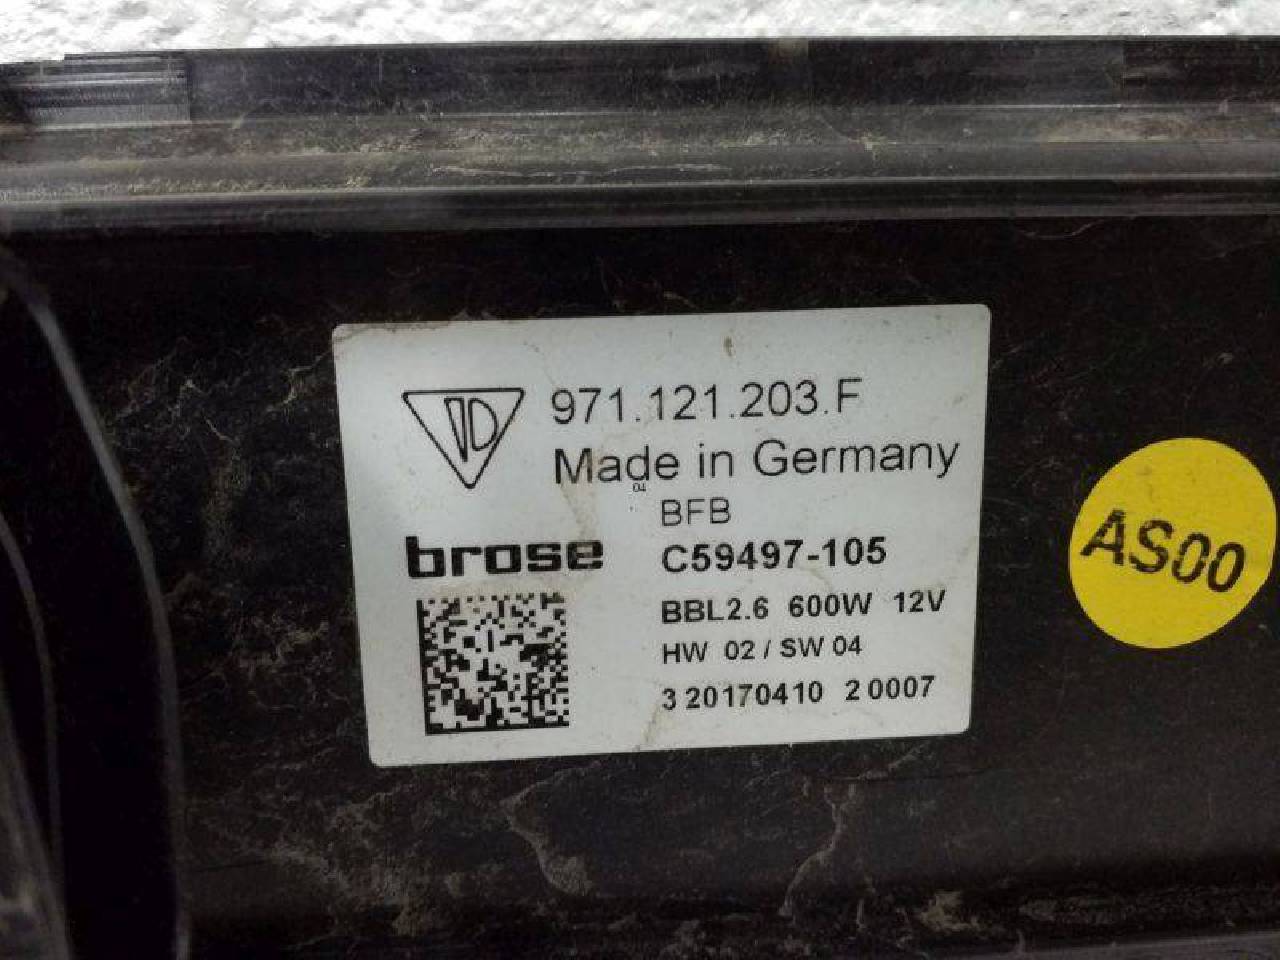 971.121.203.F
Made in Germany
04
BFB
brose
C59497-105
BBL2.6 600W 12V
HW 02 / SW 04
3 20170410 2 0007
AS00